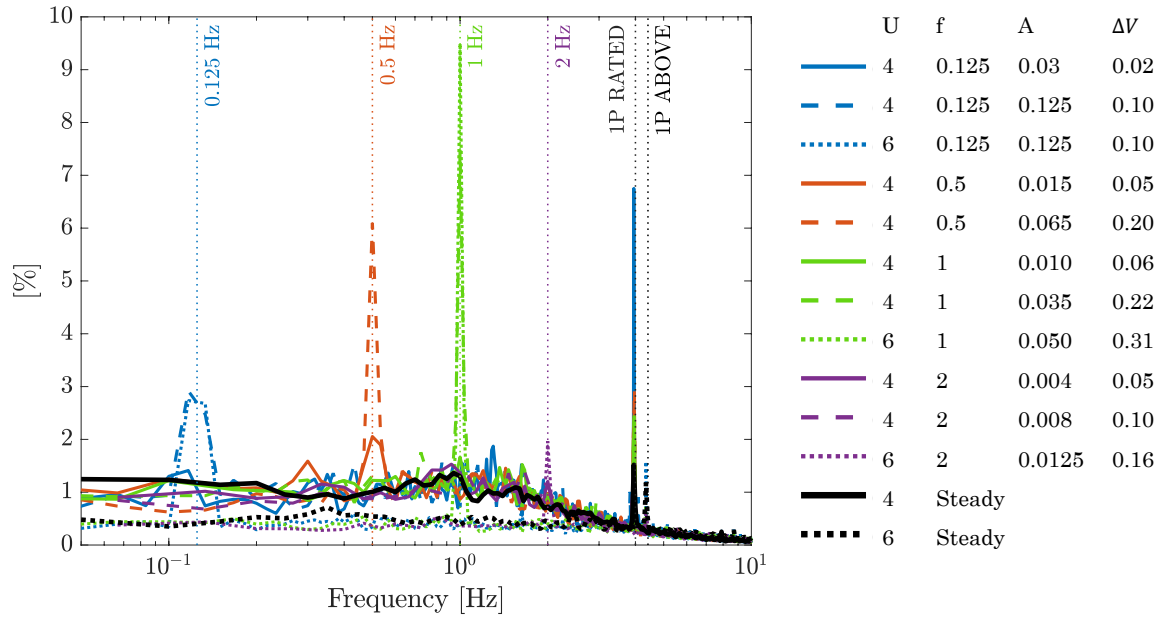 10
9
8
7
6
5
4
3
2
1
0
[%]
0.125 Hz
0.5 Hz
1 Hz
2 Hz
1P RATED
1P ABOVE
10⁻¹
10⁰
10¹
Frequency [Hz]
U f A ΔV
4 0.125 0.03 0.02
4 0.125 0.125 0.10
6 0.125 0.125 0.10
4 0.5 0.015 0.05
4 0.5 0.065 0.20
4 1 0.010 0.06
4 1 0.035 0.22
6 1 0.050 0.31
4 2 0.004 0.05
4 2 0.008 0.10
6 2 0.0125 0.16
4 Steady
6 Steady